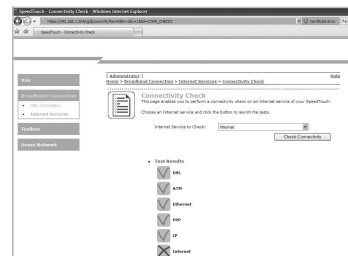 SpeedTouch - Connectivity Check - Windows Internet Explorer
SpeedTouch - Connectivity Check
[ Administrator ]
Help
Home > Broadband Connection > Internet Services > Connectivity Check
Vox
Broadband Connection
DSL Connection
Internet Services
Toolbox
Home Network
Connectivity Check
This page enables you to perform a connectivity check on an Internet service of your SpeedTouch.
Choose an Internet service and click the button to launch the tests.
Internet Service to Check:
Internet
Check Connectivity
Test Results
DSL
ATM
Ethernet
PPP
IP
Internet